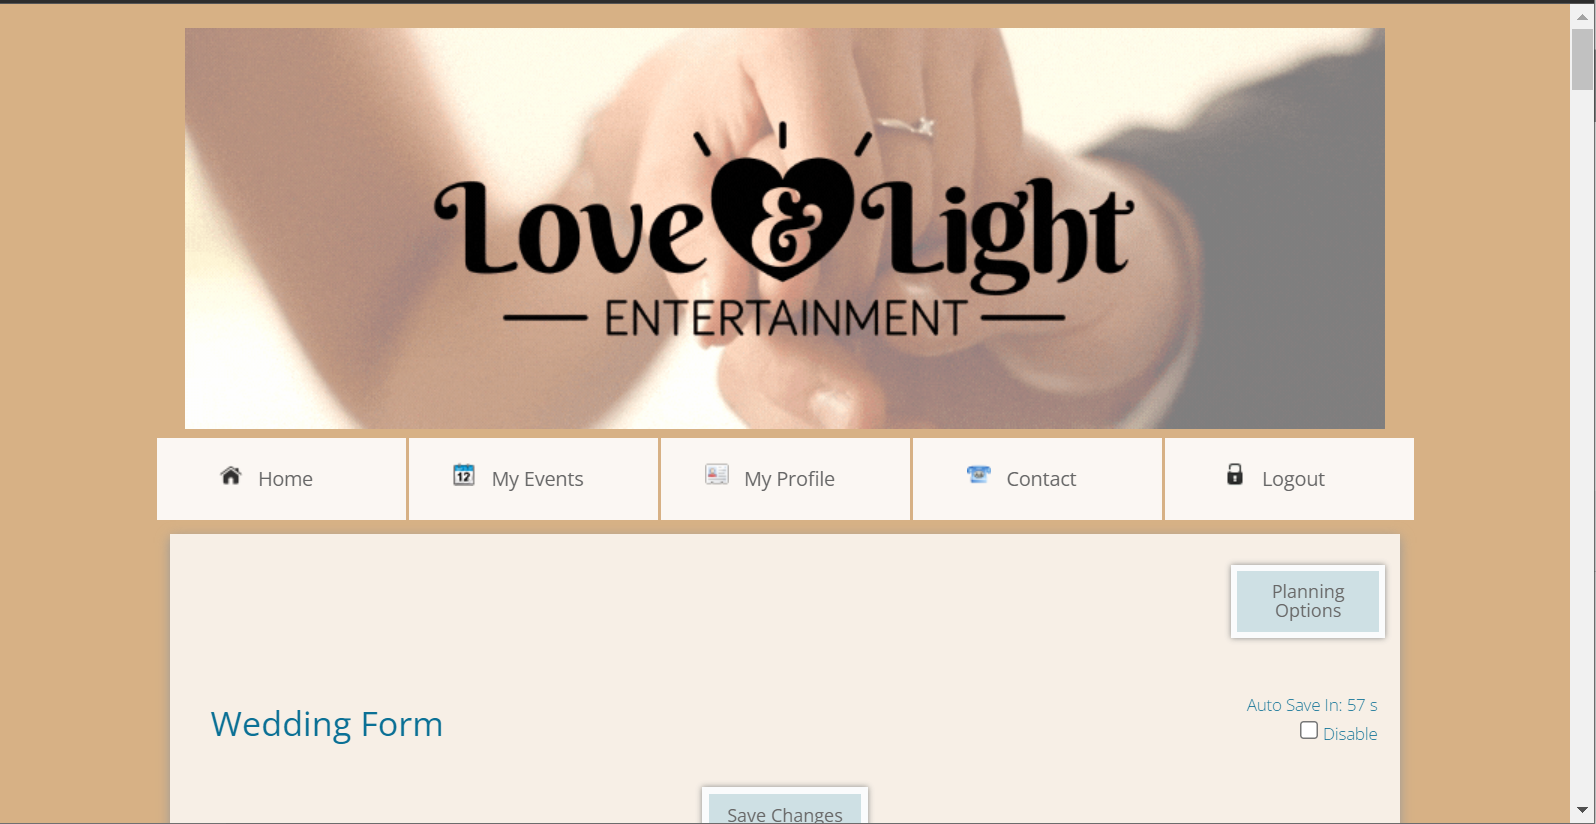 Love & Light
ENTERTAINMENT
12
Home
My Events
My Profile
Contact
Logout
Planning
Options
Auto Save In: 57 s
Wedding Form
Disable
Save Changes